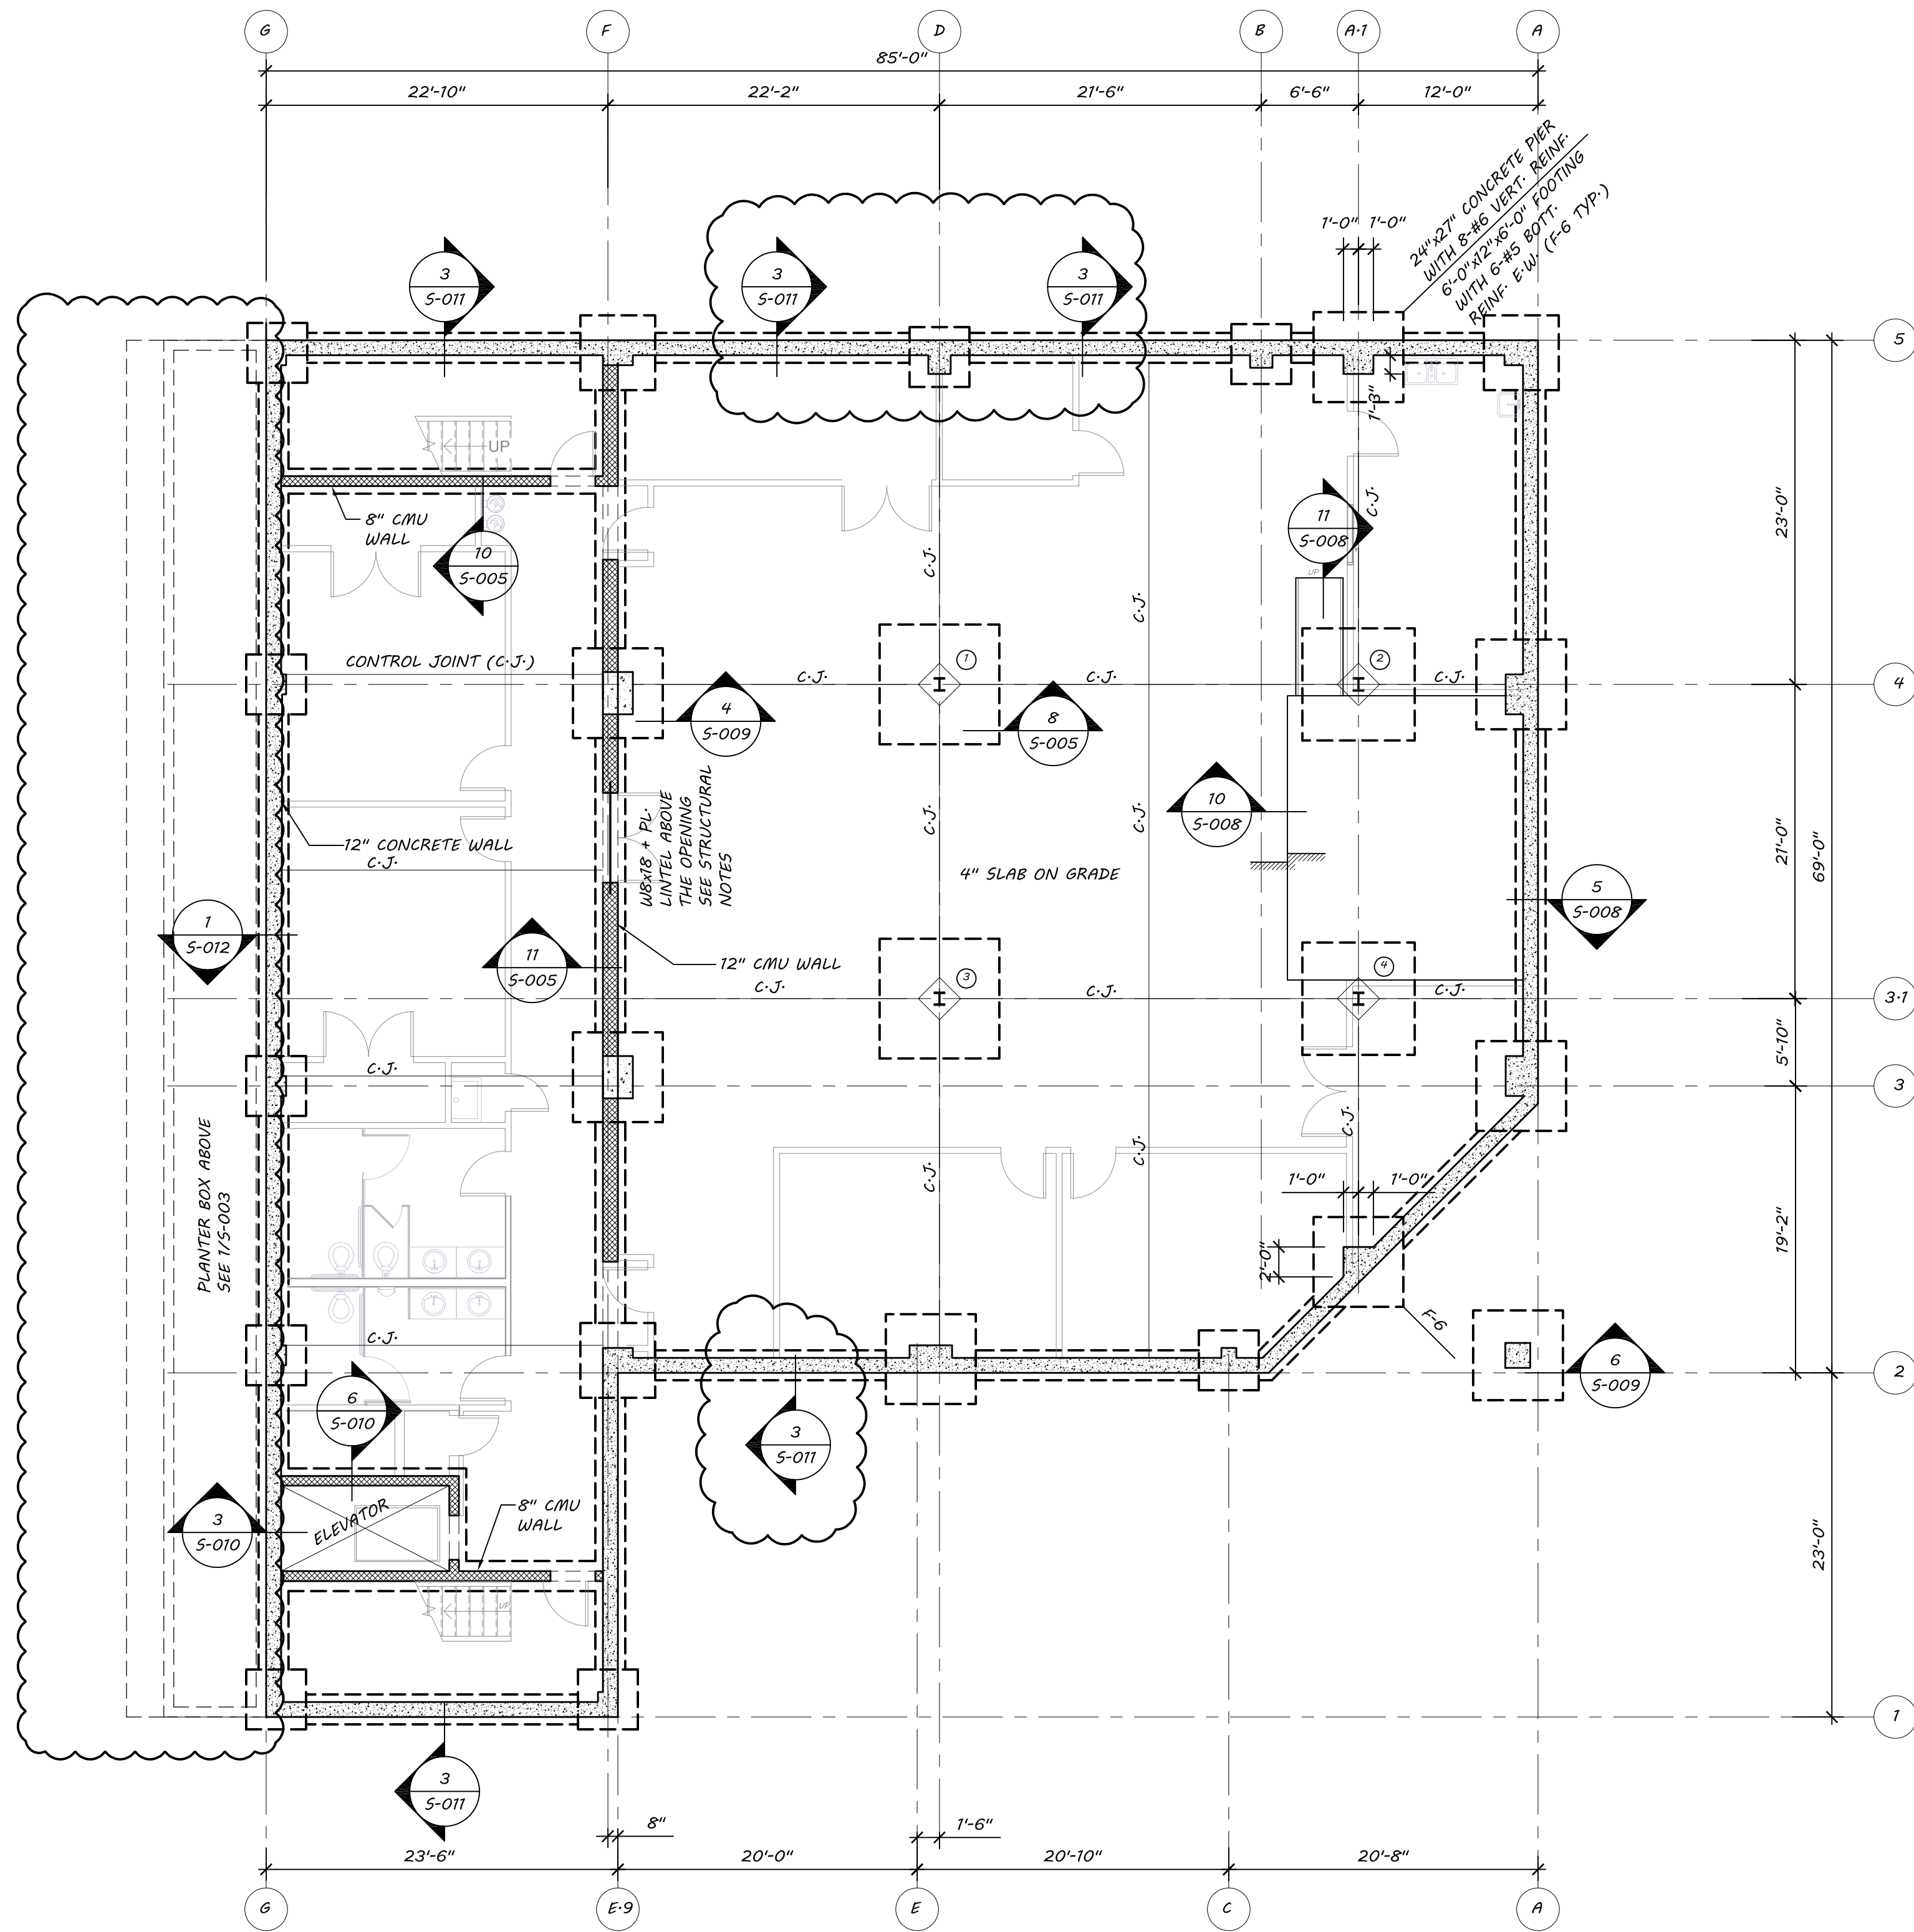 G
F
D
B
A·1
A
85'-0"
22'-10"
22'-2"
21'-6"
6'-6"
12'-0"
24"x27" CONCRETE PIER
WITH 8-#6 VERT. REINF.
6'-0"x12"x6'-0" FOOTING
WITH 6-#5 BOTT.
REINF. E.W. (F-6 TYP.)
1'-0"
1'-0"
3
S-011
3
S-011
3
S-011
5
1'-3"
UP
8" CMU
WALL
10
S-005
C.J.
11
S-008
C.J.
UP
23'-0"
C.J.
CONTROL JOINT (C.J.)
C.J.
1
C.J.
2
C.J.
4
4
S-009
8
S-005
W8x18 + PL.
LINTEL ABOVE
THE OPENING
SEE STRUCTURAL
NOTES
10
S-008
C.J.
C.J.
12" CONCRETE WALL
C.J.
4" SLAB ON GRADE
21'-0"
69'-0"
5
S-008
1
S-012
11
S-005
12" CMU WALL
C.J.
3
C.J.
4
C.J.
3·1
5'-10"
C.J.
3
PLANTER BOX ABOVE
SEE 1/S-003
C.J.
C.J.
C.J.
1'-0"
1'-0"
2'-0"
19'-2"
C.J.
F-6
6
S-009
2
6
S-010
3
S-011
3
S-010
ELEVATOR
8" CMU
WALL
UP
23'-0"
1
3
S-011
8"
1'-6"
23'-6"
20'-0"
20'-10"
20'-8"
G
E·9
E
C
A